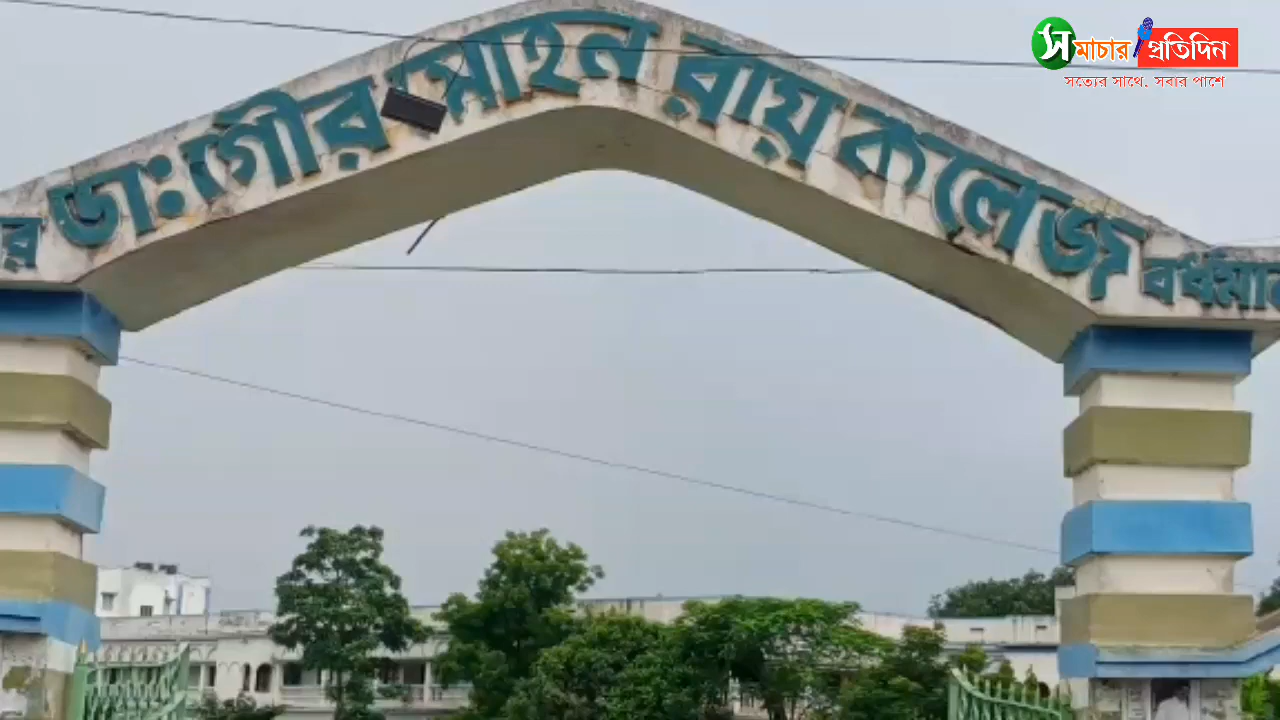 সমাচার প্রতিদিন
সত্যের সাথে, সবার পাশে
ডাঃ গৌর মোহন রায় কলেজ